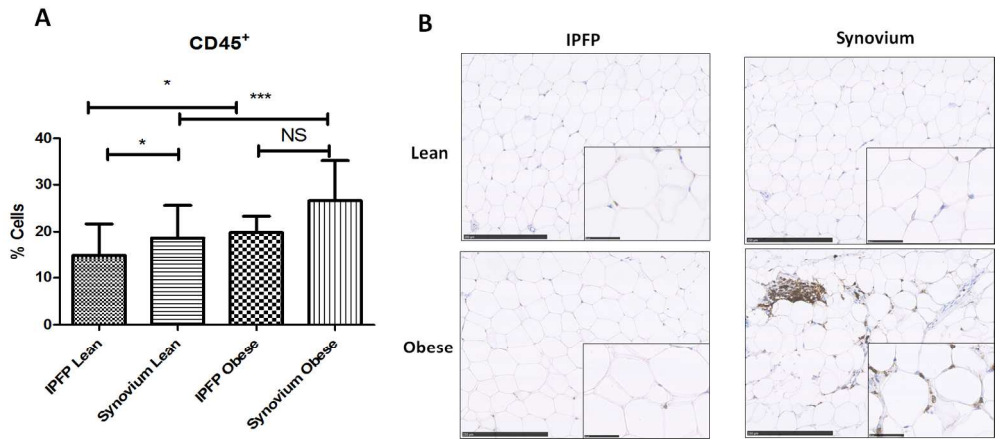 A
CD45+
*
***
*
NS
40
30
20
10
0
% Cells
IPFP Lean
Synovium Lean
IPFP Obese
Synovium Obese
B
IPFP
Synovium
Lean
Obese